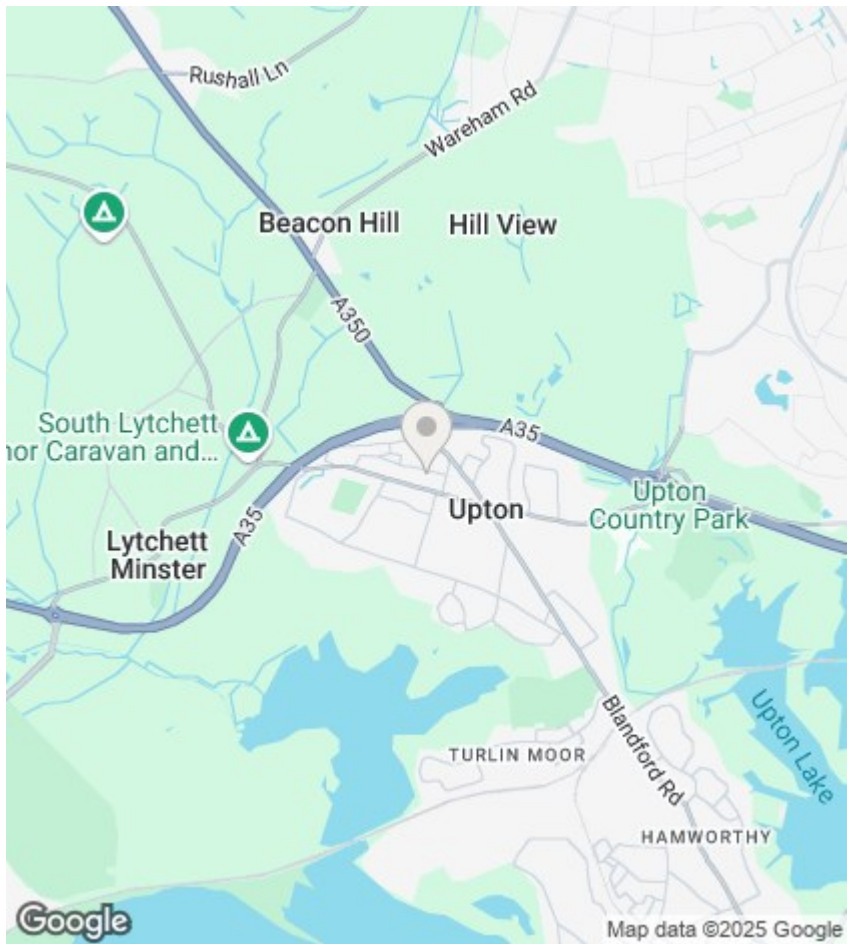 Rushall Ln
Wareham Rd
Beacon Hill
Hill View
A350
South Lytchett
nor Caravan and...
A35
Upton
Upton
Country Park
A35
Lytchett
Minster
Blandford Rd
Upton Lake
TURLIN MOOR
HAMWORTHY
Google
Map data ©2025 Google